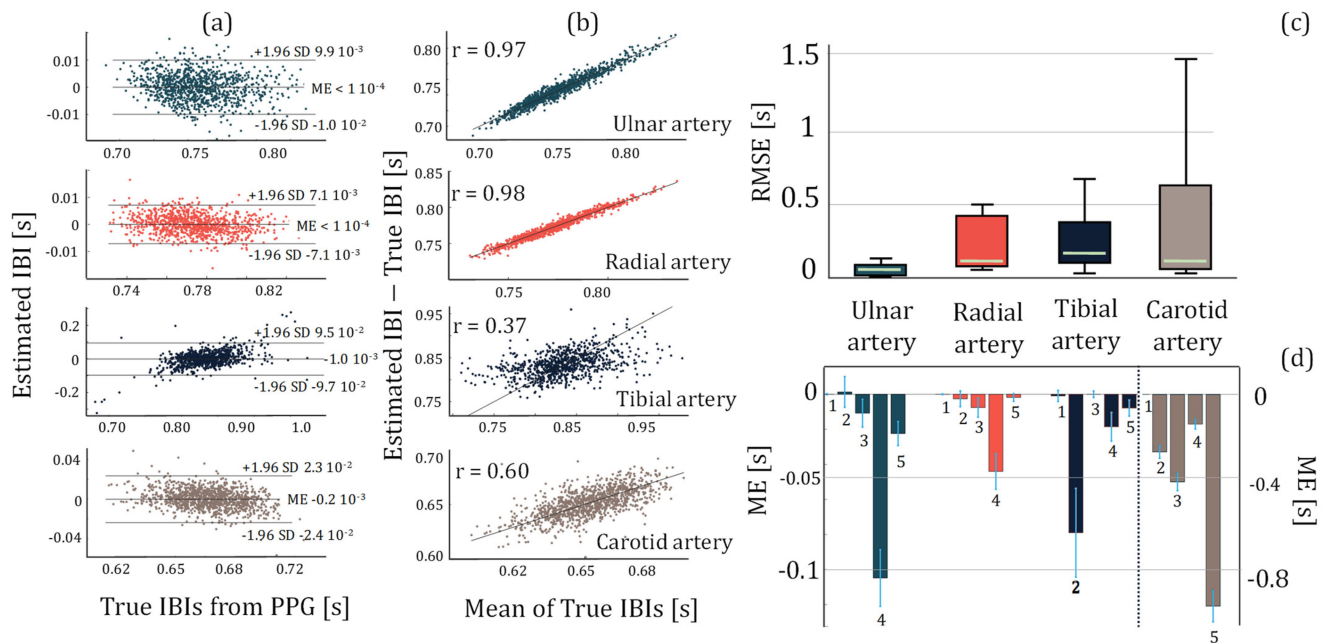 (a)
Estimated IBI [s]
True IBIs from PPG [s]
0.01
0
-0.01
+1.96 SD 9.9 10⁻³
ME < 1 10⁻⁴
-1.96 SD -1.0 10⁻²
0.70 0.75 0.80
0.01
0
-0.01
+1.96 SD 7.1 10⁻³
ME < 1 10⁻⁴
-1.96 SD -7.1 10⁻³
0.74 0.78 0.82
0.2
0
-0.2
+1.96 SD 9.5 10⁻²
-1.0 10⁻³
-1.96 SD -9.7 10⁻²
0.70 0.80 0.90 1.0
0.04
0
-0.04
+1.96 SD 2.3 10⁻²
ME -0.2 10⁻³
-1.96 SD -2.4 10⁻²
0.62 0.65 0.68 0.72
(b)
Estimated IBI – True IBI [s]
Mean of True IBIs [s]
r = 0.97
0.80
0.75
0.70
Ulnar artery
0.70 0.75 0.80
r = 0.98
0.85
0.80
0.75
Radial artery
0.75 0.80
r = 0.37
0.95
0.85
0.75
Tibial artery
0.75 0.85 0.95
r = 0.60
0.70
0.65
0.60
Carotid artery
0.62 0.65 0.68
(c)
RMSE [s]
1.5
1
0.5
0
Ulnar artery
Radial artery
Tibial artery
Carotid artery
(d)
ME [s]
0
-0.05
-0.1
1 2 3 4 5
1 2 3 4 5
1 2 3 4 5
1 2 3 4 5
0
-0.4
-0.8
ME [s]